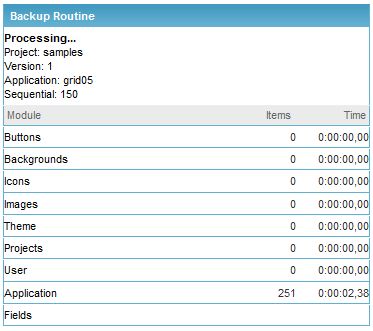 Backup Routine
Processing...
Project: samples
Version: 1
Application: grid05
Sequential: 150
Module Items Time
Buttons 0 0:00:00,00
Backgrounds 0 0:00:00,00
Icons 0 0:00:00,00
Images 0 0:00:00,00
Theme 0 0:00:00,00
Projects 0 0:00:00,00
User 0 0:00:00,00
Application 251 0:00:02,38
Fields